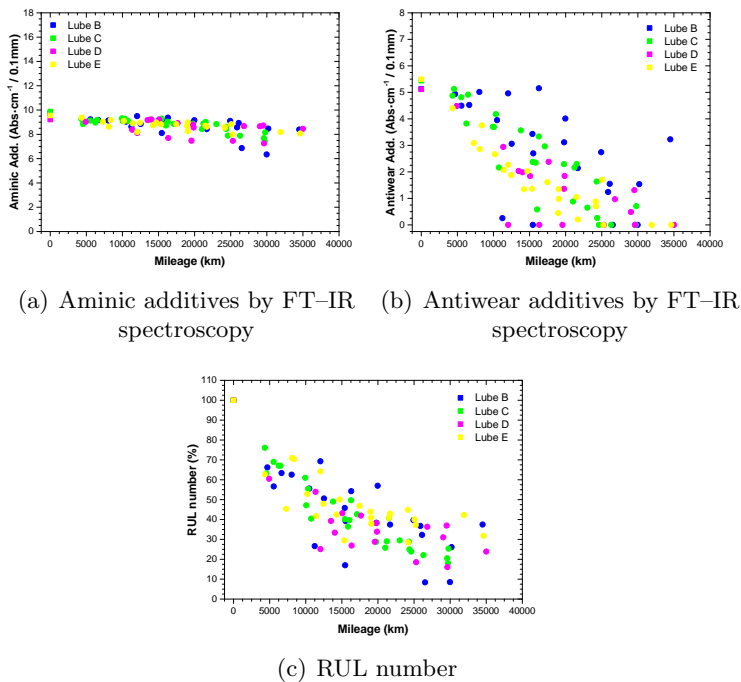 18
16
14
12
10
8
6
4
2
0
Aminic Add. (Abs·cm⁻¹ / 0.1mm)
Lube B
Lube C
Lube D
Lube E
0 5000 10000 15000 20000 25000 30000 35000 40000
Mileage (km)
8
7
6
5
4
3
2
1
0
Antiwear Add. (Abs·cm⁻¹ / 0.1mm)
Lube B
Lube C
Lube D
Lube E
0 5000 10000 15000 20000 25000 30000 35000 40000
Mileage (km)
(a) Aminic additives by FT–IR
spectroscopy
(b) Antiwear additives by FT–IR
spectroscopy
110
100
90
80
70
60
50
40
30
20
10
0
RUL number (%)
Lube B
Lube C
Lube D
Lube E
0 5000 10000 15000 20000 25000 30000 35000 40000
Mileage (km)
(c) RUL number